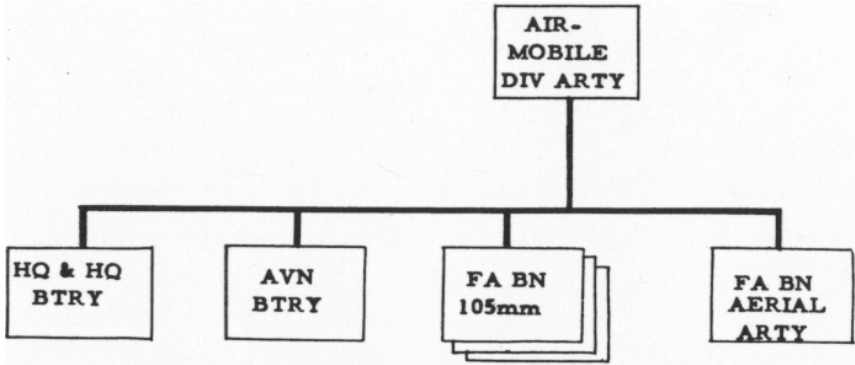 AIR-
MOBILE
DIV ARTY
HQ & HQ
BTRY
AVN
BTRY
FA BN
105mm
FA BN
AERIAL
ARTY